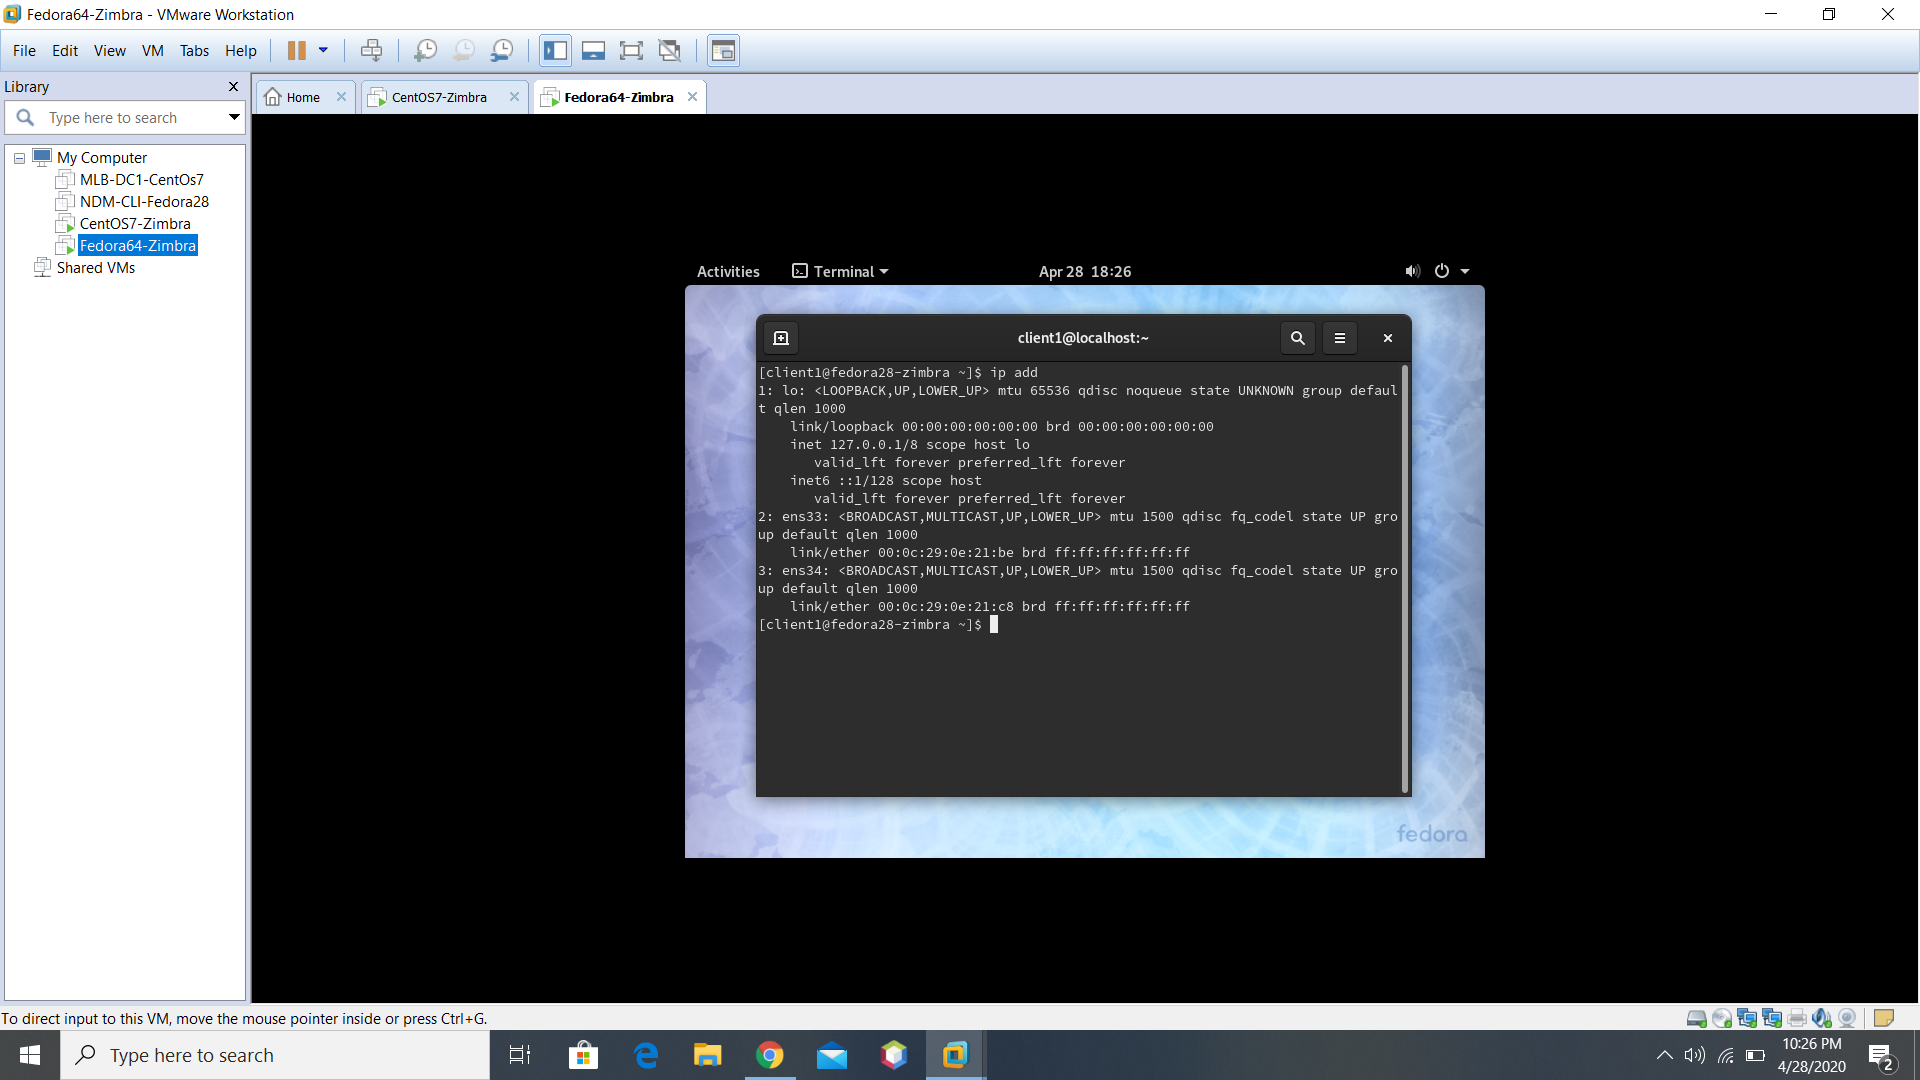 Fedora64-Zimbra - VMware Workstation
File Edit View VM Tabs Help
Library
Type here to search
My Computer
MLB-DC1-CentOs7
NDM-CLI-Fedora28
CentOS7-Zimbra
Fedora64-Zimbra
Shared VMs
Home
CentOS7-Zimbra
Fedora64-Zimbra
Activities
Terminal
Apr 28 18:26
client1@localhost:~
[client1@fedora28-zimbra ~]$ ip add
1: lo: <LOOPBACK,UP,LOWER_UP> mtu 65536 qdisc noqueue state UNKNOWN group defaul
t qlen 1000
link/loopback 00:00:00:00:00:00 brd 00:00:00:00:00:00
inet 127.0.0.1/8 scope host lo
valid_lft forever preferred_lft forever
inet6 ::1/128 scope host
valid_lft forever preferred_lft forever
2: ens33: <BROADCAST,MULTICAST,UP,LOWER_UP> mtu 1500 qdisc fq_codel state UP gro
up default qlen 1000
link/ether 00:0c:29:0e:21:be brd ff:ff:ff:ff:ff:ff
3: ens34: <BROADCAST,MULTICAST,UP,LOWER_UP> mtu 1500 qdisc fq_codel state UP gro
up default qlen 1000
link/ether 00:0c:29:0e:21:c8 brd ff:ff:ff:ff:ff:ff
[client1@fedora28-zimbra ~]$
fedora
To direct input to this VM, move the mouse pointer inside or press Ctrl+G.
Type here to search
10:26 PM
4/28/2020
2